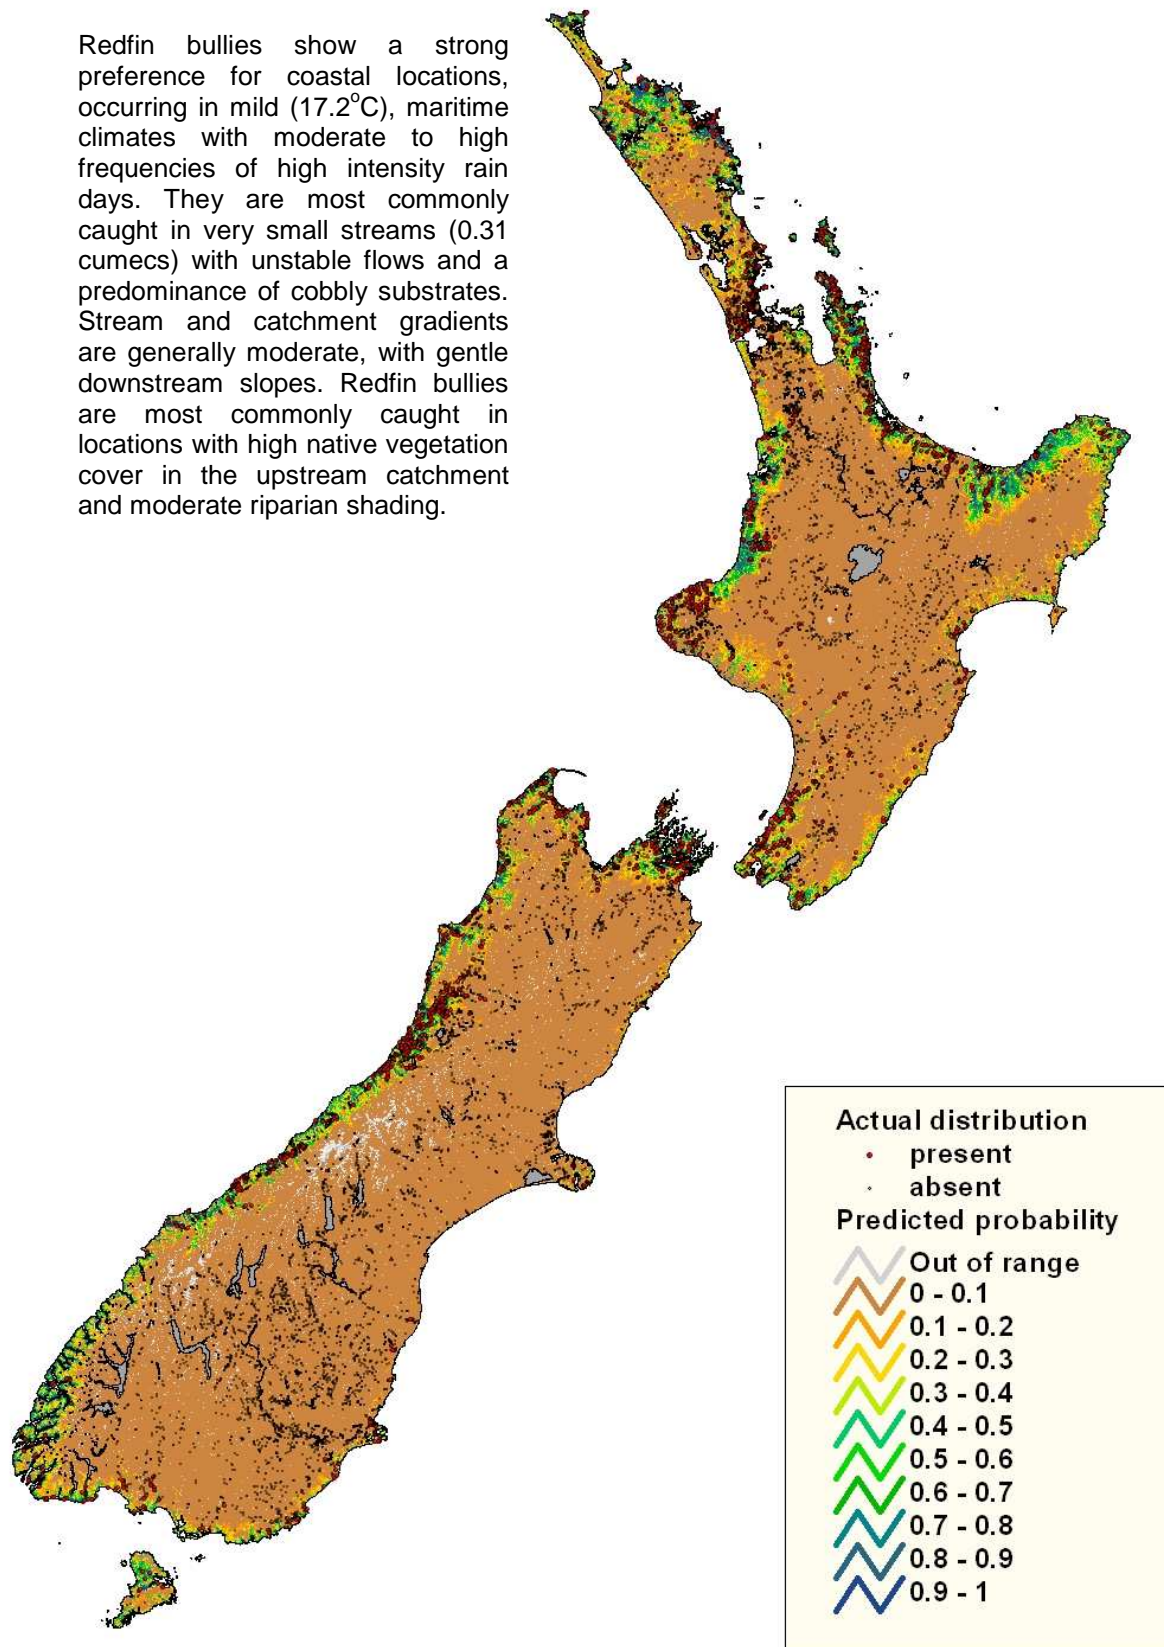 Redfin bullies show a strong
preference for coastal locations,
occurring in mild (17.2°C), maritime
climates with moderate to high
frequencies of high intensity rain
days. They are most commonly
caught in very small streams (0.31
cumecs) with unstable flows and a
predominance of cobbly substrates.
Stream and catchment gradients
are generally moderate, with gentle
downstream slopes. Redfin bullies
are most commonly caught in
locations with high native vegetation
cover in the upstream catchment
and moderate riparian shading.
Actual distribution
present
absent
Predicted probability
Out of range
0 - 0.1
0.1 - 0.2
0.2 - 0.3
0.3 - 0.4
0.4 - 0.5
0.5 - 0.6
0.6 - 0.7
0.7 - 0.8
0.8 - 0.9
0.9 - 1